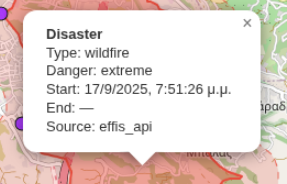 ×
Disaster
Type: wildfire
Danger: extreme
Start: 17/9/2025, 7:51:26 μ.μ.
End: —
Source: effis_api